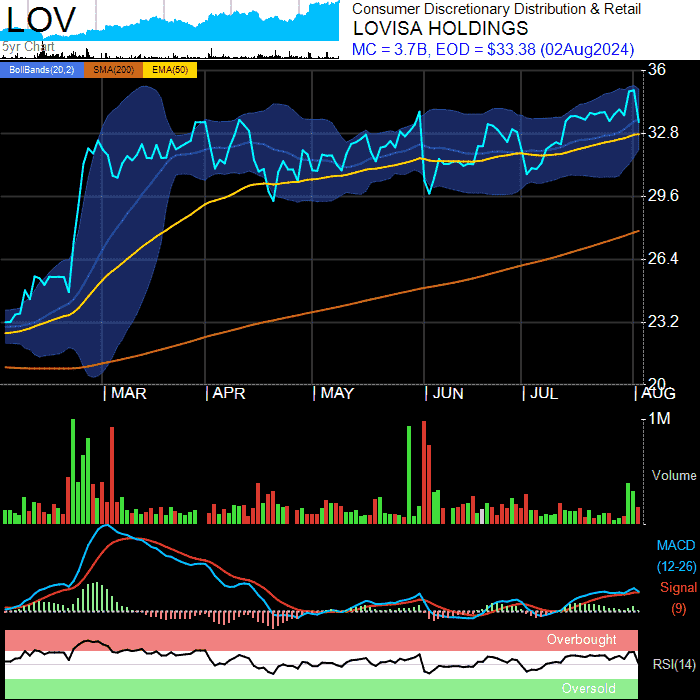 LOV
5yr Chart
Consumer Discretionary Distribution & Retail
LOVISA HOLDINGS
MC = 3.7B, EOD = $33.38 (02Aug2024)
BollBands(20,2) SMA(200) EMA(50)
36
32.8
29.6
26.4
23.2
20
MAR APR MAY JUN JUL AUG
1M
Volume
MACD
(12-26)
Signal
(9)
Overbought
RSI(14)
Oversold